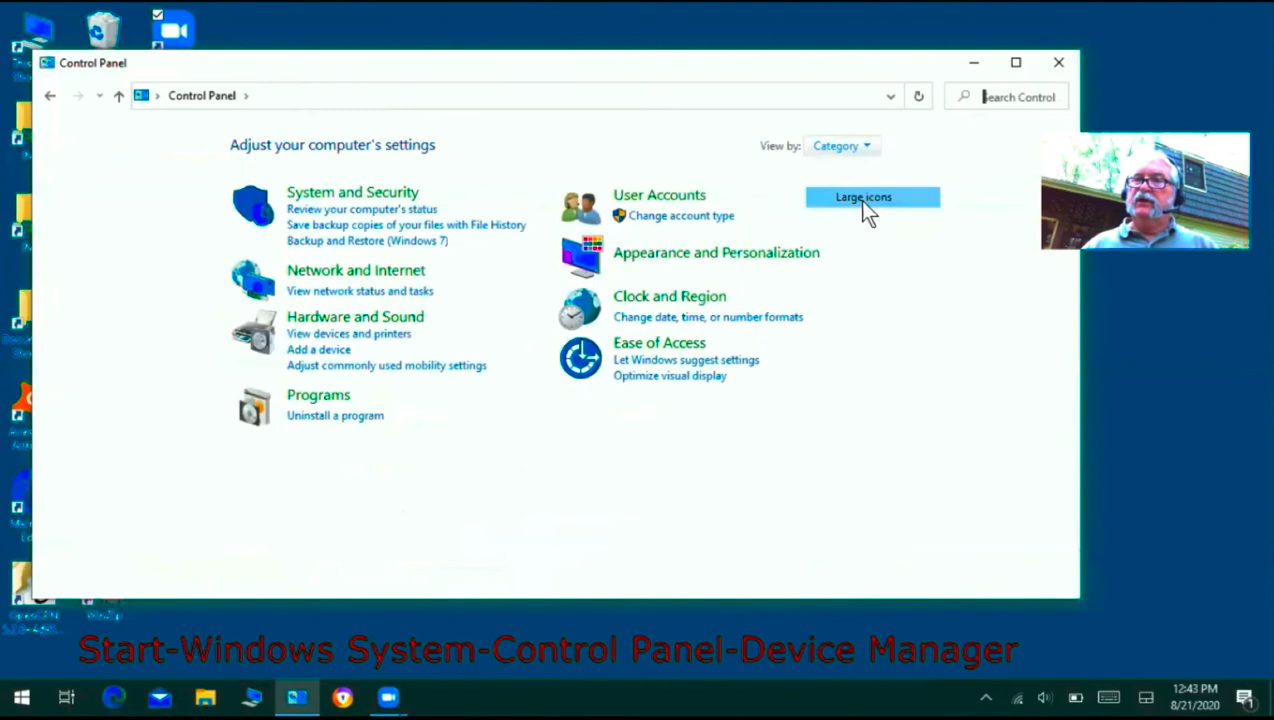 Control Panel
Control Panel
earch Control
Adjust your computer's settings
View by: Category
Large icons
System and Security
Review your computer's status
Save backup copies of your files with File History
Backup and Restore (Windows 7)
Network and Internet
View network status and tasks
Hardware and Sound
View devices and printers
Add a device
Adjust commonly used mobility settings
Programs
Uninstall a program
User Accounts
Change account type
Appearance and Personalization
Clock and Region
Change date, time, or number formats
Ease of Access
Let Windows suggest settings
Optimize visual display
WinZip
Start-Windows System-Control Panel-Device Manager
12:43 PM
8/21/2020
1